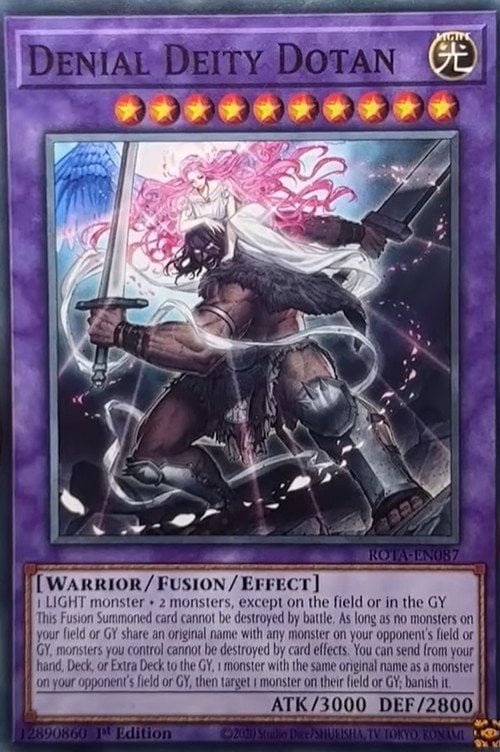 DENIAL DEITY DOTAN
LIGHT
光
ROTA-EN087
[WARRIOR/FUSION/EFFECT]
1 LIGHT monster + 2 monsters, except on the field or in the GY
This Fusion Summoned card cannot be destroyed by battle. As long as no monsters on
your field or GY share an original name with any monster on your opponent's field or
GY, monsters you control cannot be destroyed by card effects. You can send from your
hand, Deck, or Extra Deck to the GY, 1 monster with the same original name as a monster
on your opponent's field or GY, then target 1 monster on their field or GY; banish it.
ATK/3000 DEF/2800
12890860 1st Edition ©2020 Studio Dice/SHUEISHA, TV TOKYO, KONAMI